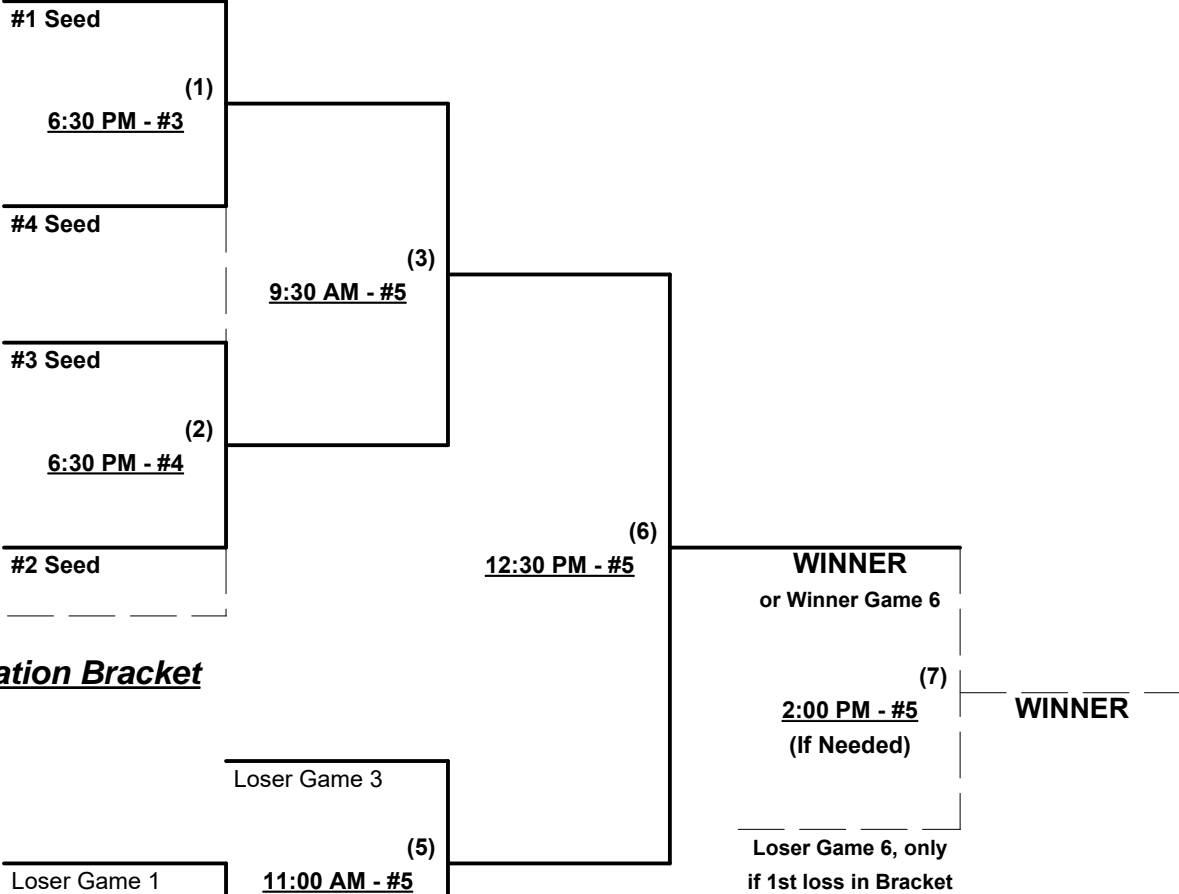 #1 Seed
(1)
6:30 PM - #3
#4 Seed
(3)
9:30 AM - #5
#3 Seed
(2)
6:30 PM - #4
#2 Seed
(6)
12:30 PM - #5
WINNER
or Winner Game 6
ation Bracket
(7)
2:00 PM - #5
(If Needed)
WINNER
Loser Game 3
(5)
11:00 AM - #5
Loser Game 1
Loser Game 6, only
if 1st loss in Bracket